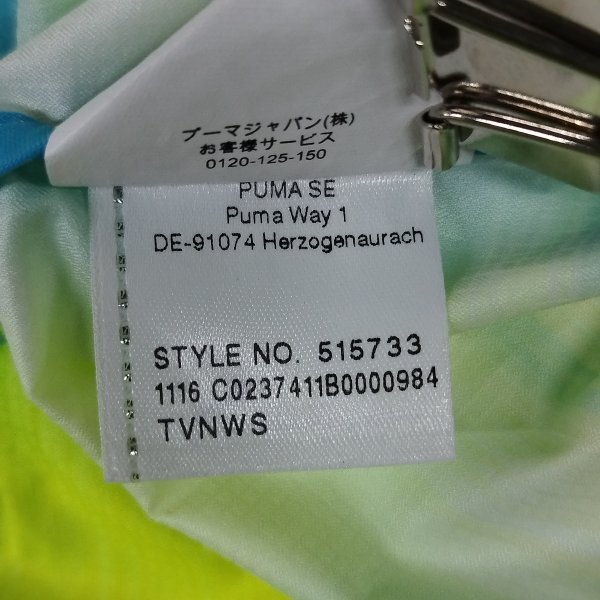 プーマジャパン(株)
お客様サービス
0120-125-150
PUMA SE
Puma Way 1
DE-91074 Herzogenaurach
STYLE NO. 515733
1116 C0237411B0000984
TVNWS